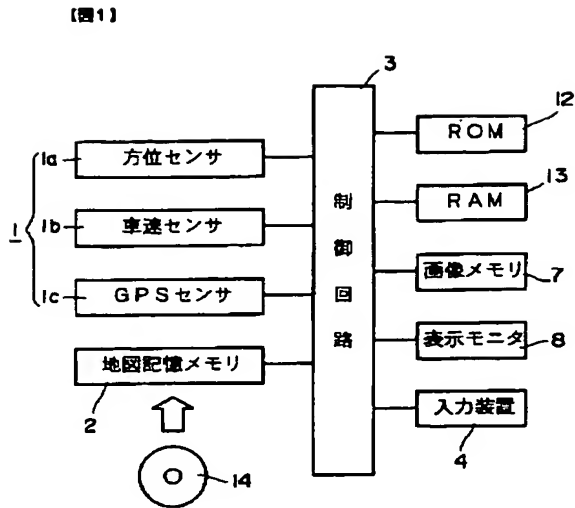 【図1】
3
12
1a
方位センサ
ROM
13
1
1b
車速センサ
RAM
制御回路
1c
GPSセンサ
画像メモリ
7
地図記憶メモリ
表示モニタ
8
2
入力装置
4
14